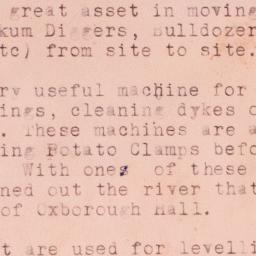 great asset in moving
kum Diggers, Bulldozer
tc) from site to site.
ry useful machine for
ings, cleaning dykes o
. These machines are a
ing Potato Clamps befo
With ones of these
ned out the river that
of Oxborough Hall.
t are used for levelli